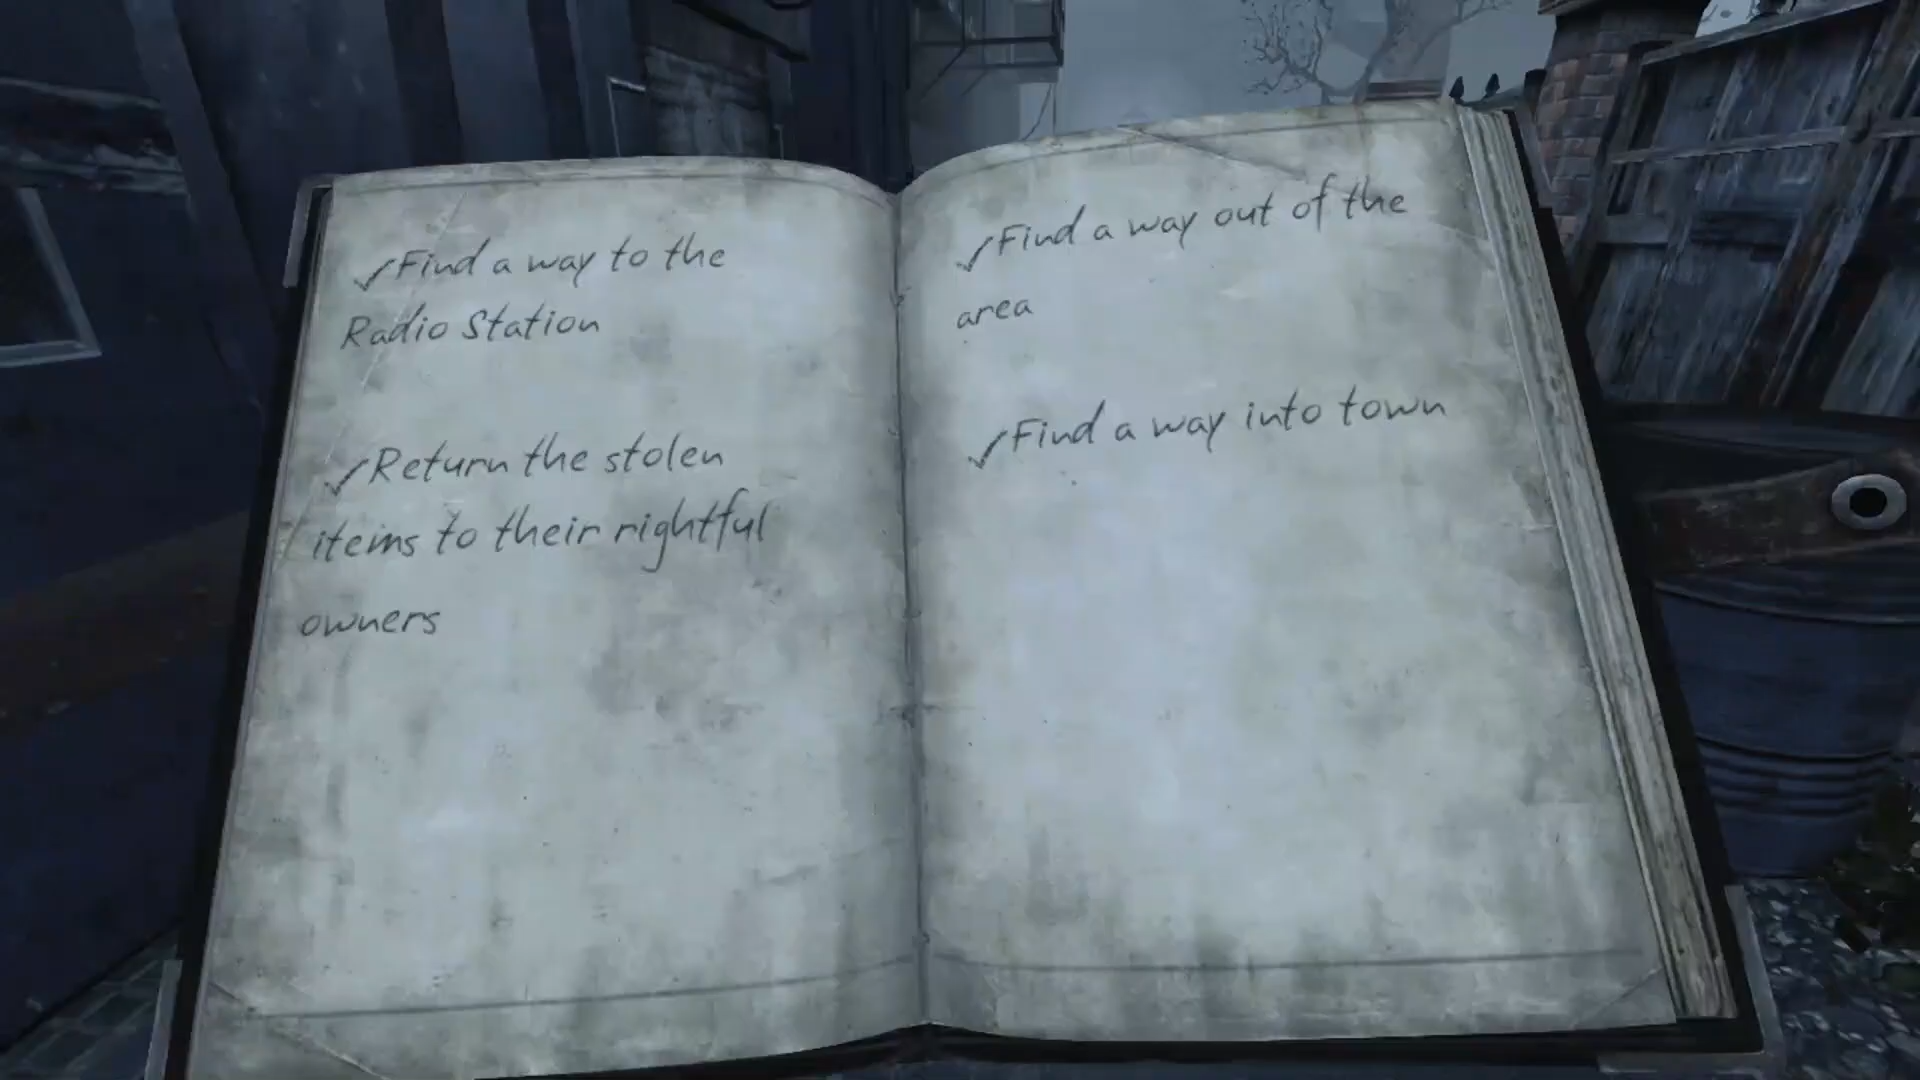 ✓Find a way to the
Radio Station
✓Return the stolen
items to their rightful
owners
✓Find a way out of the
area
✓Find a way into town